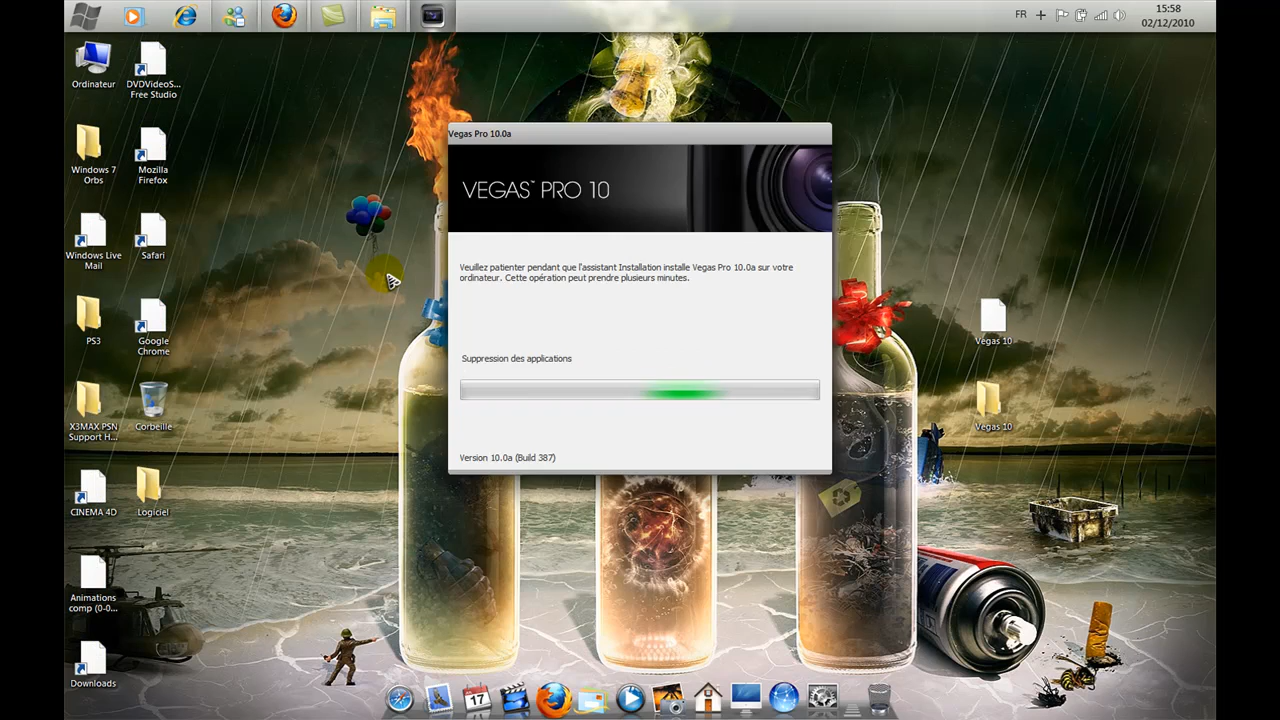 FR
15:58
02/12/2010
Ordinateur
DVDVideoS...
Free Studio
Windows 7
Orbs
Mozilla
Firefox
Windows Live
Mail
Safari
PS3
Google
Chrome
X3MAX PSN
Support H...
Corbeille
CINEMA 4D
Logiciel
Animations
comp (0-0...
Downloads
Vegas Pro 10.0a
VEGAS™ PRO 10
Veuillez patienter pendant que l'assistant Installation installe Vegas Pro 10.0a sur votre
ordinateur. Cette opération peut prendre plusieurs minutes.
Suppression des applications
Version 10.0a (Build 387)
Vegas 10
Vegas 10
17